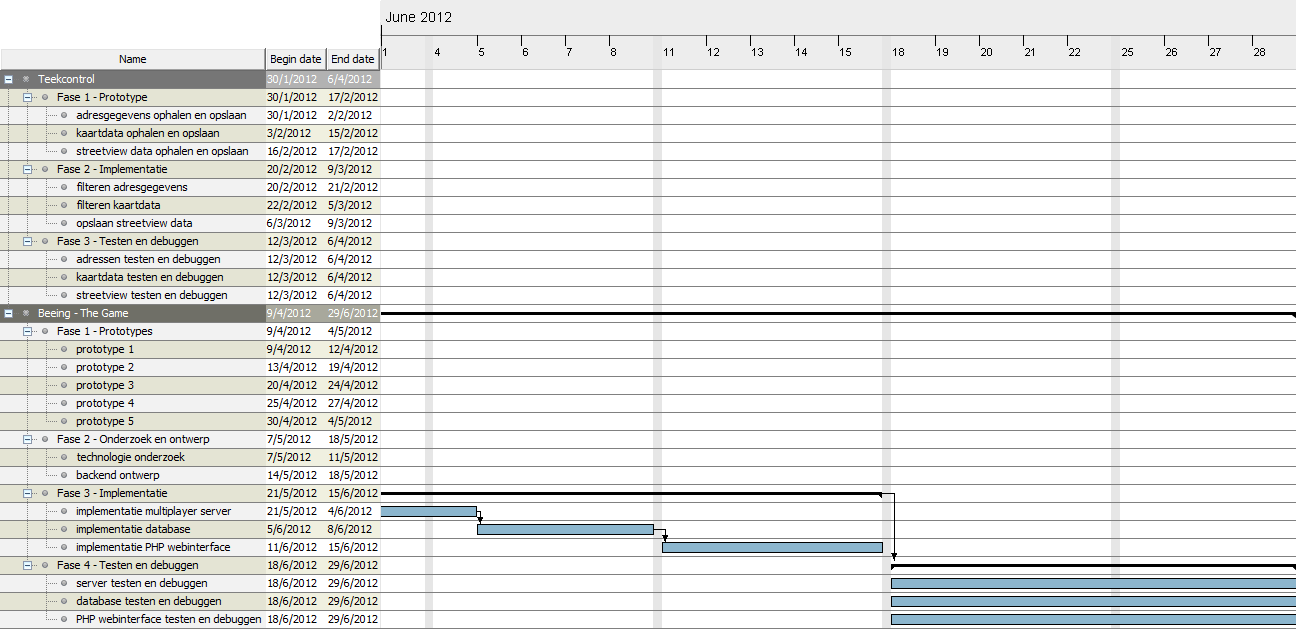 June 2012
1 4 5 6 7 8 11 12 13 14 15 18 19 20 21 22 25 26 27 28
Name Begin date End date
Teekcontrol 30/1/2012 6/4/2012
Fase 1 - Prototype 30/1/2012 17/2/2012
adresgegevens ophalen en opslaan 30/1/2012 2/2/2012
kaartdata ophalen en opslaan 3/2/2012 15/2/2012
streetview data ophalen en opslaan 16/2/2012 17/2/2012
Fase 2 - Implementatie 20/2/2012 9/3/2012
filteren adresgegevens 20/2/2012 21/2/2012
filteren kaartdata 22/2/2012 5/3/2012
opslaan streetview data 6/3/2012 9/3/2012
Fase 3 - Testen en debuggen 12/3/2012 6/4/2012
adressen testen en debuggen 12/3/2012 6/4/2012
kaartdata testen en debuggen 12/3/2012 6/4/2012
streetview testen en debuggen 12/3/2012 6/4/2012
Beeing - The Game 9/4/2012 29/6/2012
Fase 1 - Prototypes 9/4/2012 4/5/2012
prototype 1 9/4/2012 12/4/2012
prototype 2 13/4/2012 19/4/2012
prototype 3 20/4/2012 24/4/2012
prototype 4 25/4/2012 27/4/2012
prototype 5 30/4/2012 4/5/2012
Fase 2 - Onderzoek en ontwerp 7/5/2012 18/5/2012
technologie onderzoek 7/5/2012 11/5/2012
backend ontwerp 14/5/2012 18/5/2012
Fase 3 - Implementatie 21/5/2012 15/6/2012
implementatie multiplayer server 21/5/2012 4/6/2012
implementatie database 5/6/2012 8/6/2012
implementatie PHP webinterface 11/6/2012 15/6/2012
Fase 4 - Testen en debuggen 18/6/2012 29/6/2012
server testen en debuggen 18/6/2012 29/6/2012
database testen en debuggen 18/6/2012 29/6/2012
PHP webinterface testen en debuggen 18/6/2012 29/6/2012